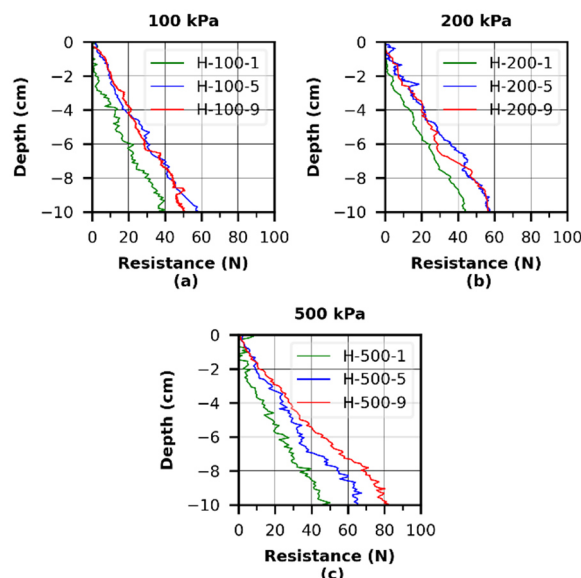 100 kPa
0
−2
−4
−6
−8
−10
Depth (cm)
H-100-1
H-100-5
H-100-9
0 20 40 60 80 100
Resistance (N)
(a)
200 kPa
0
−2
−4
−6
−8
−10
Depth (cm)
H-200-1
H-200-5
H-200-9
0 20 40 60 80 100
Resistance (N)
(b)
500 kPa
0
−2
−4
−6
−8
−10
Depth (cm)
H-500-1
H-500-5
H-500-9
0 20 40 60 80 100
Resistance (N)
(c)